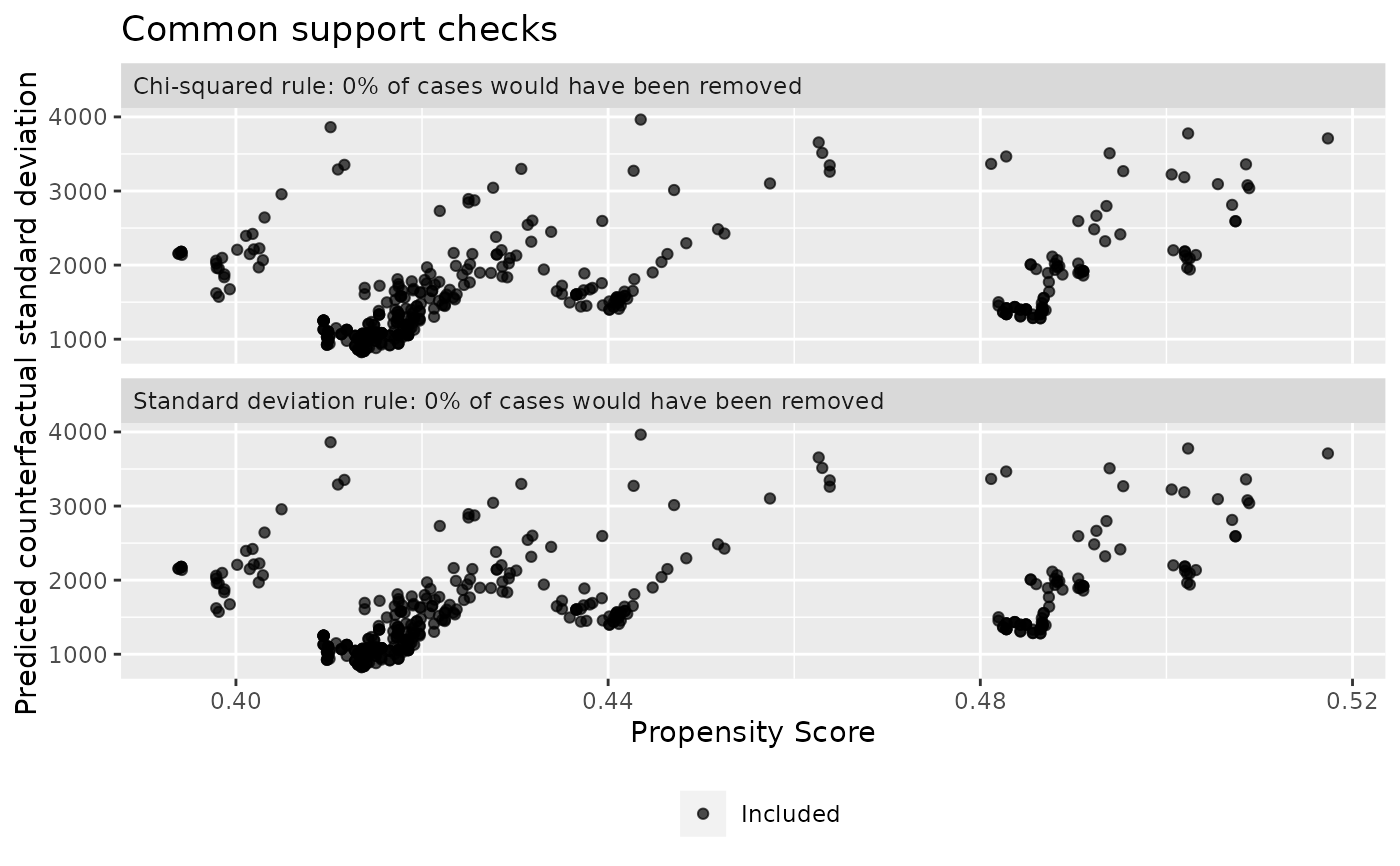 Common support checks
Predicted counterfactual standard deviation
Chi-squared rule: 0% of cases would have been removed
4000
3000
2000
1000
Standard deviation rule: 0% of cases would have been removed
4000
3000
2000
1000
0.40 0.44 0.48 0.52
Propensity Score
Included